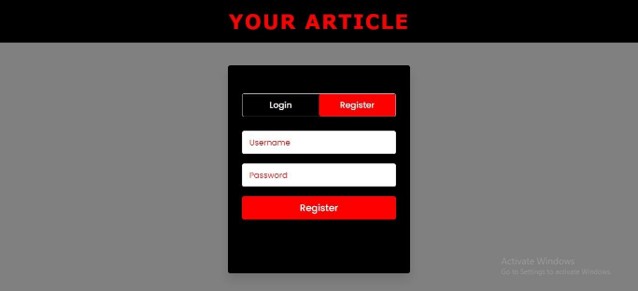 YOUR ARTICLE
Login
Register
Username
Password
Register
Activate Windows
Go to Settings to activate Windows.